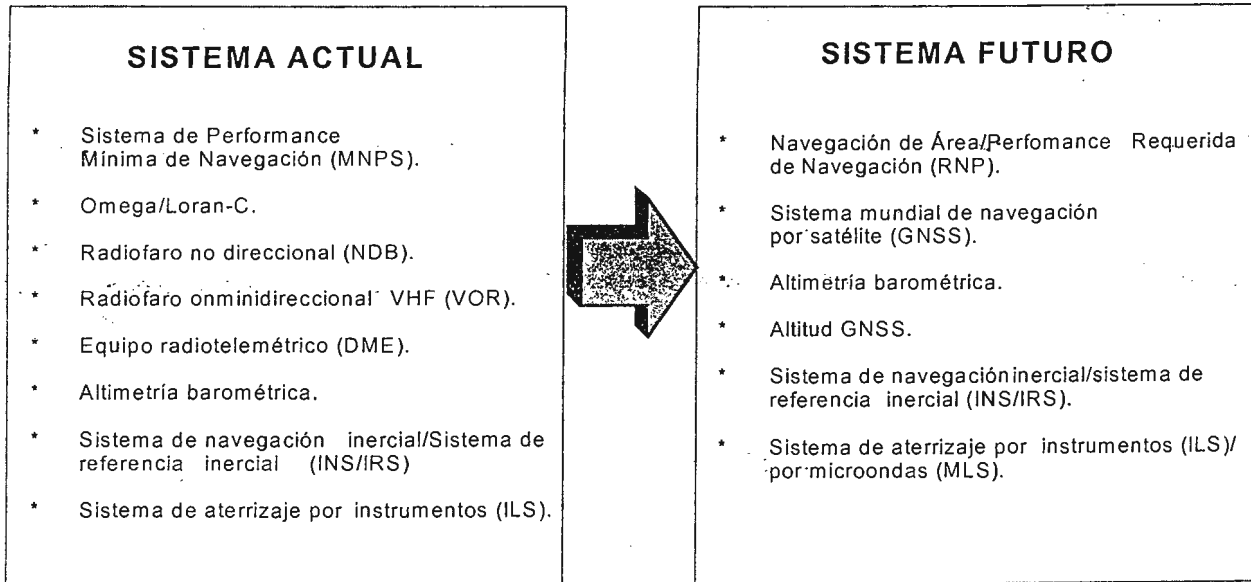 SISTEMA ACTUAL
* Sistema de Performance
Mínima de Navegación (MNPS).
* Omega/Loran-C.
* Radiofaro no direccional (NDB).
* Radiofaro onminidireccional VHF (VOR).
* Equipo radiotelemétrico (DME).
* Altimetría barométrica.
* Sistema de navegación inercial/Sistema de
referencia inercial (INS/IRS)
* Sistema de aterrizaje por instrumentos (ILS).
SISTEMA FUTURO
* Navegación de Área/Perfomance Requerida
de Navegación (RNP).
* Sistema mundial de navegación
por satélite (GNSS).
* Altimetría barométrica.
* Altitud GNSS.
* Sistema de navegación inercial/sistema de
referencia inercial (INS/IRS).
* Sistema de aterrizaje por instrumentos (ILS)/
por microondas (MLS).